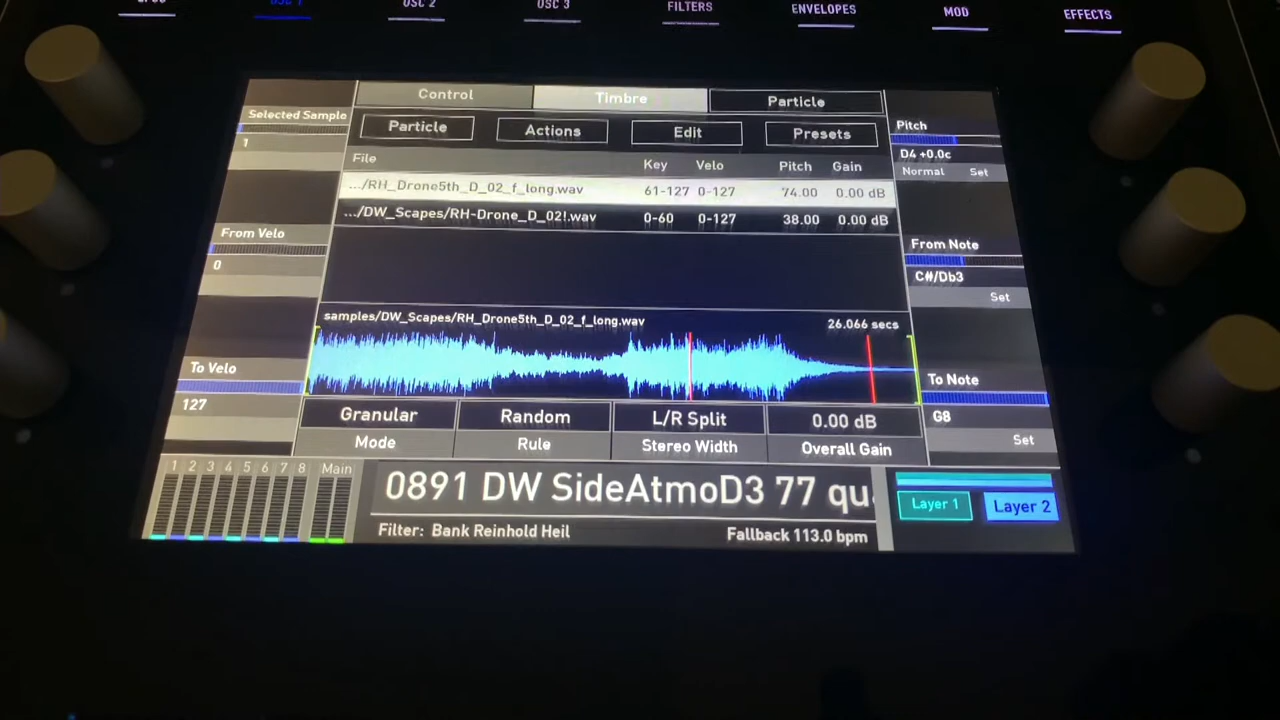 OSC 1 OSC 2 OSC 3 FILTERS ENVELOPES MOD EFFECTS
Control Timbre Particle
Selected Sample
1
Particle Actions Edit Presets
Pitch
D4 +0.0c
Normal Set
File Key Velo Pitch Gain
.../RH_Drone5th_D_02_f_long.wav 61-127 0-127 74.00 0.00 dB
.../DW_Scapes/RH-Drone_D_02!.wav 0-60 0-127 38.00 0.00 dB
From Velo
0
From Note
C#/Db3
Set
samples/DW_Scapes/RH_Drone5th_D_02_f_long.wav 26.066 secs
To Velo
127
To Note
G8
Set
Granular Random L/R Split 0.00 dB
Mode Rule Stereo Width Overall Gain
1 2 3 4 5 6 7 8 Main
0891 DW SideAtmoD3 77 qu
Filter: Bank Reinhold Heil Fallback 113.0 bpm
Layer 1 Layer 2